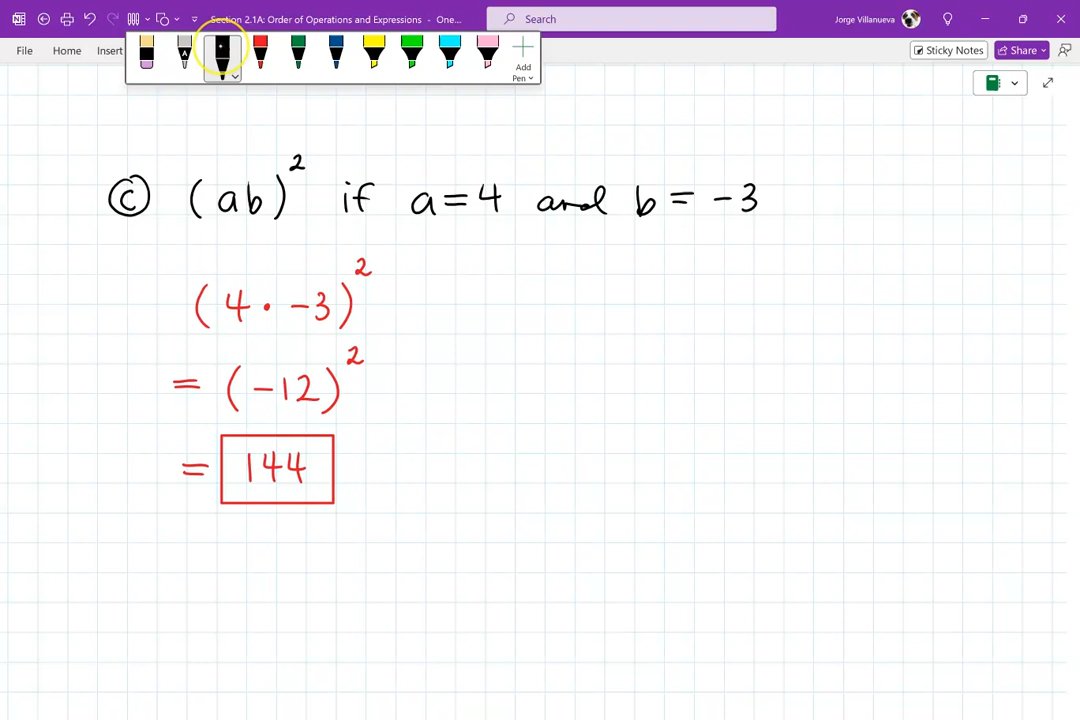 Section 2.1A: Order of Operations and Expressions - One...
Search
Jorge Villanueva
File Home Insert
Sticky Notes Share
A
Add Pen
ⓒ (ab)² if a=4 and b= -3
(4 · -3)²
= (-12)²
= 144